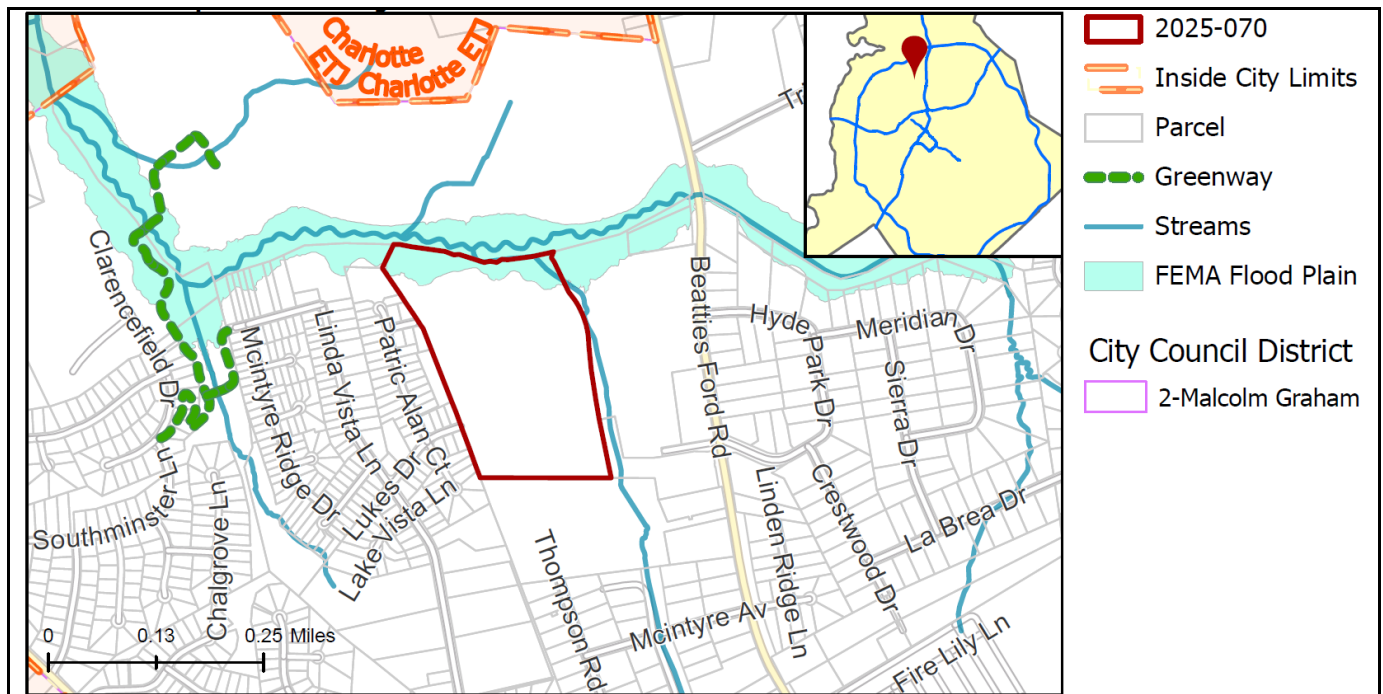 Charlotte
ETJ
Charlotte ETJ
Clarencefield Dr
Mcintyre Ridge Dr
Linda Vista Ln
Patric Alan Ct
Lukes Dr
Lake Vista Ln
Southminster Ln
Chalgrove Ln
Thompson Rd
Mcintyre Av
Beatties Ford Rd
Hyde Park Dr
Meridian Dr
Sierra Dr
Linden Ridge Ln
Crestwood Dr
La Brea Dr
Fire Lily Ln
0 0.13 0.25 Miles
2025-070
Inside City Limits
Parcel
Greenway
Streams
FEMA Flood Plain
City Council District
2-Malcolm Graham